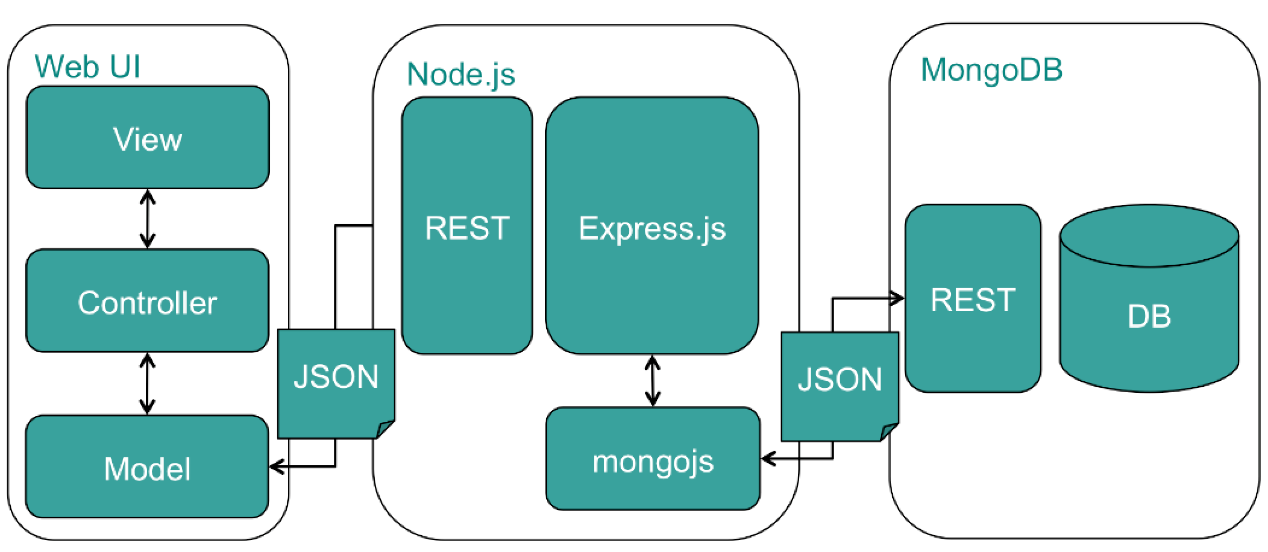 Web UI
View
Controller
Model
JSON
Node.js
REST
Express.js
mongojs
JSON
MongoDB
REST
DB